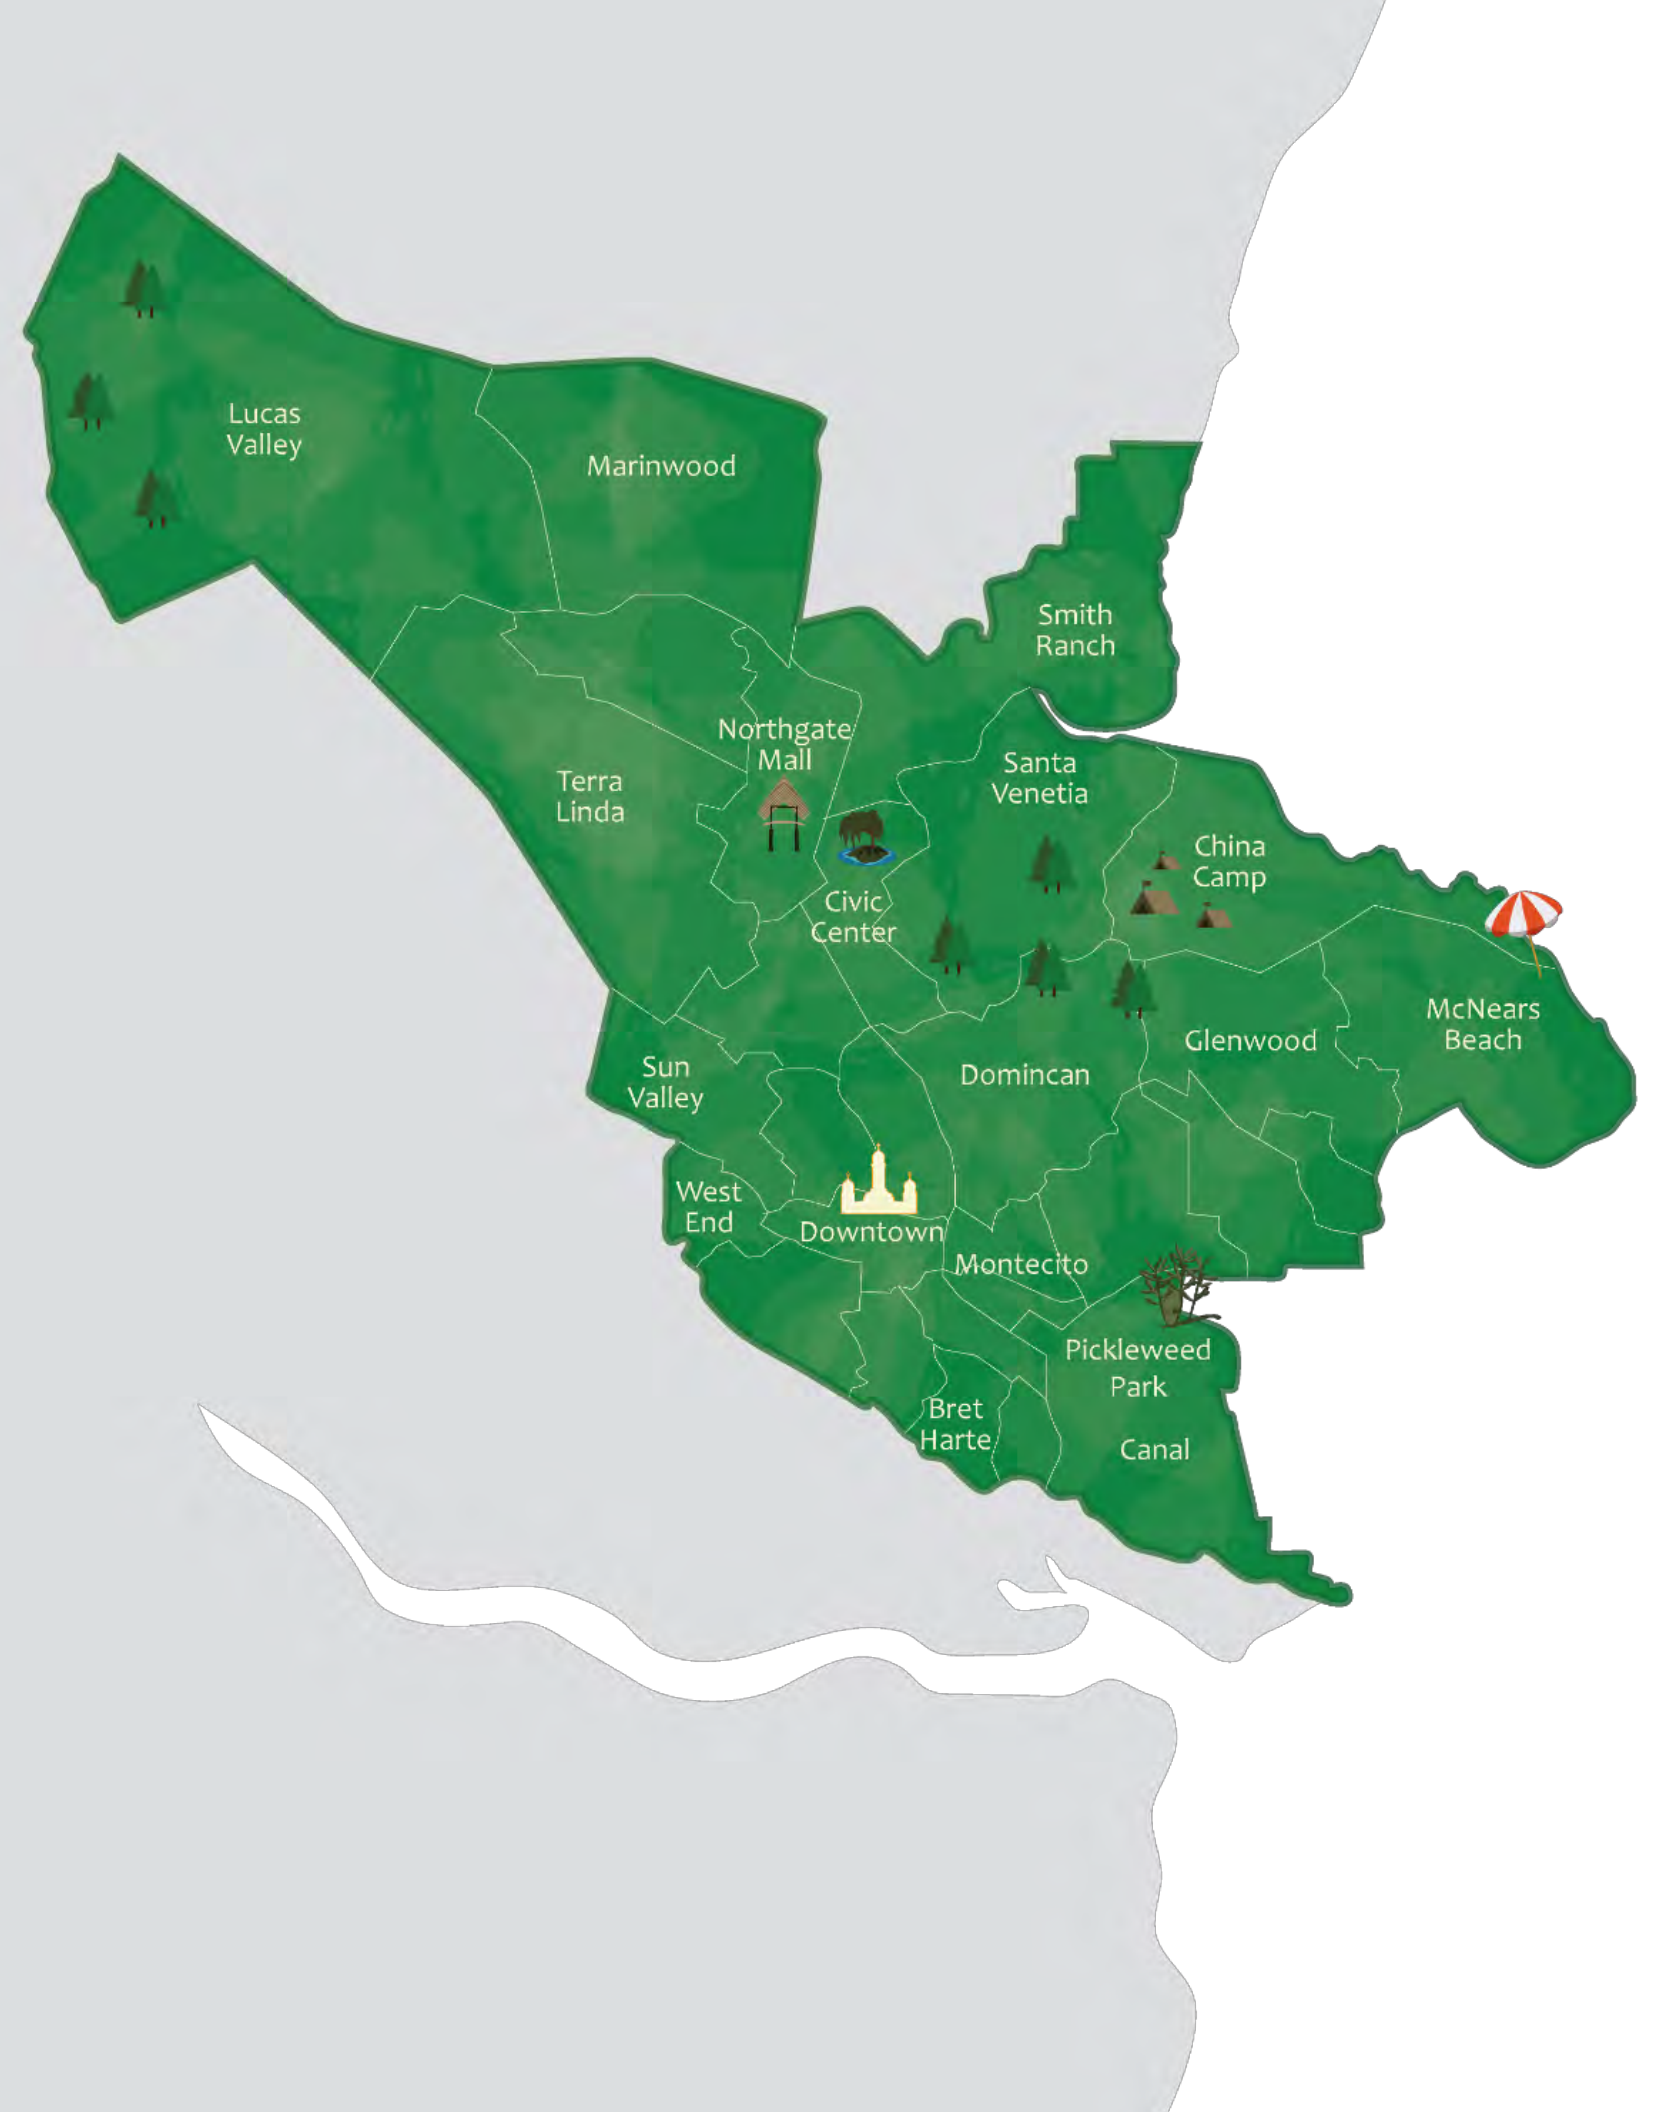 Lucas
Valley
Marinwood
Smith
Ranch
Northgate
Mall
Terra
Linda
Santa
Venetia
China
Camp
Civic
Center
McNears
Beach
Glenwood
Sun
Valley
Domincan
West
End
Downtown
Montecito
Pickleweed
Park
Bret
Harte
Canal